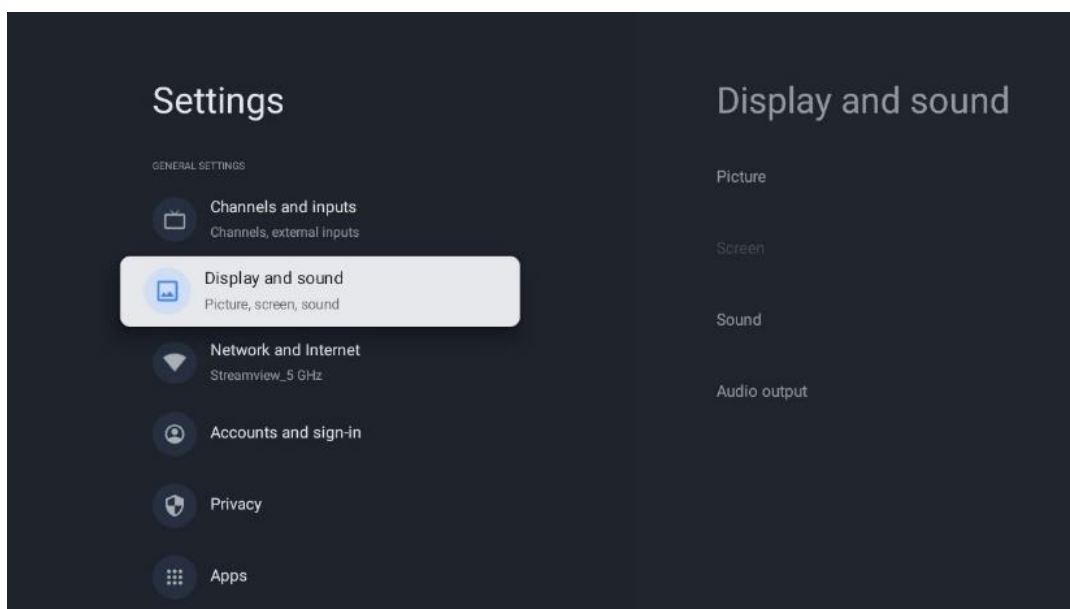 Settings
GENERAL SETTINGS
Channels and inputs
Channels, external inputs
Display and sound
Picture, screen, sound
Network and Internet
Streamview_5 GHz
Accounts and sign-in
Privacy
Apps
Display and sound
Picture
Screen
Sound
Audio output